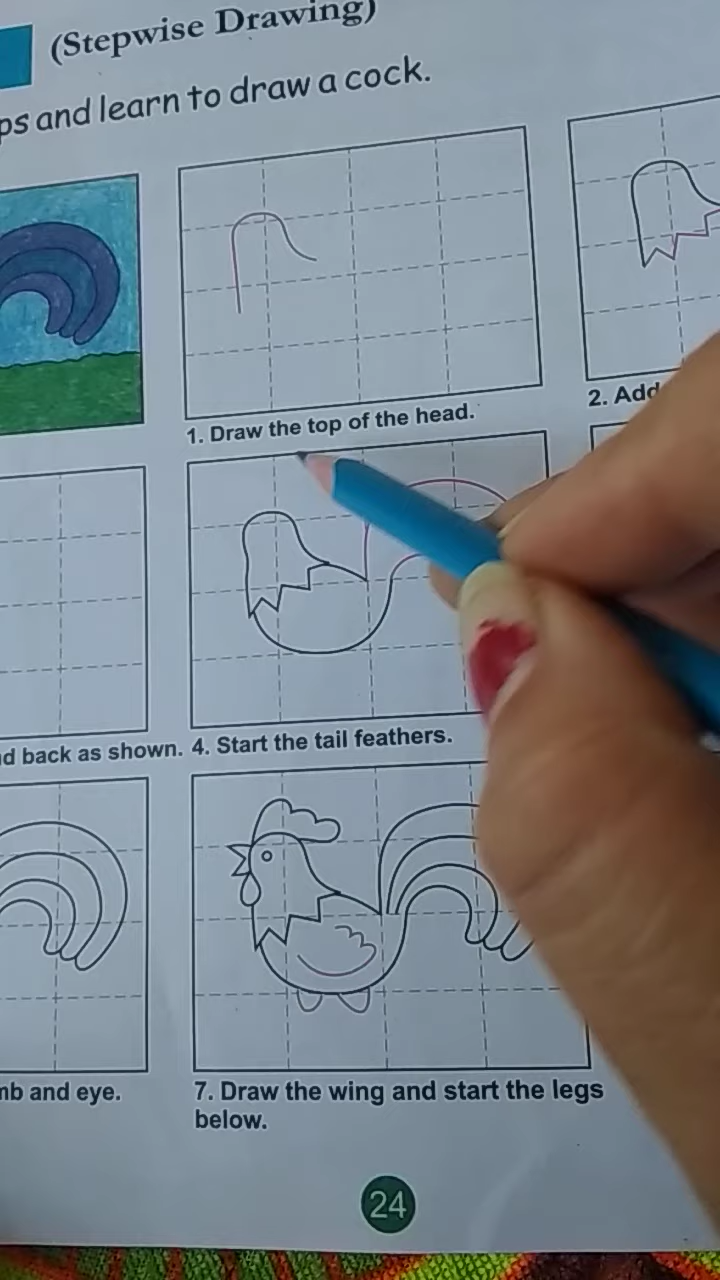 (Stepwise Drawing)
ps and learn to draw a cock.
1. Draw the top of the head.
2. Add
d back as shown.
4. Start the tail feathers.
mb and eye.
7. Draw the wing and start the legs
below.
24